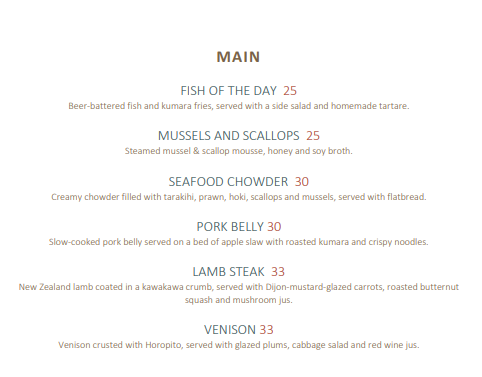 MAIN
FISH OF THE DAY 25
Beer-battered fish and kumara fries, served with a side salad and homemade tartare.
MUSSELS AND SCALLOPS 25
Steamed mussel & scallop mousse, honey and soy broth.
SEAFOOD CHOWDER 30
Creamy chowder filled with tarakihi, prawn, hoki, scallops and mussels, served with flatbread.
PORK BELLY 30
Slow-cooked pork belly served on a bed of apple slaw with roasted kumara and crispy noodles.
LAMB STEAK 33
New Zealand lamb coated in a kawakawa crumb, served with Dijon-mustard-glazed carrots, roasted butternut
squash and mushroom jus.
VENISON 33
Venison crusted with Horopito, served with glazed plums, cabbage salad and red wine jus.